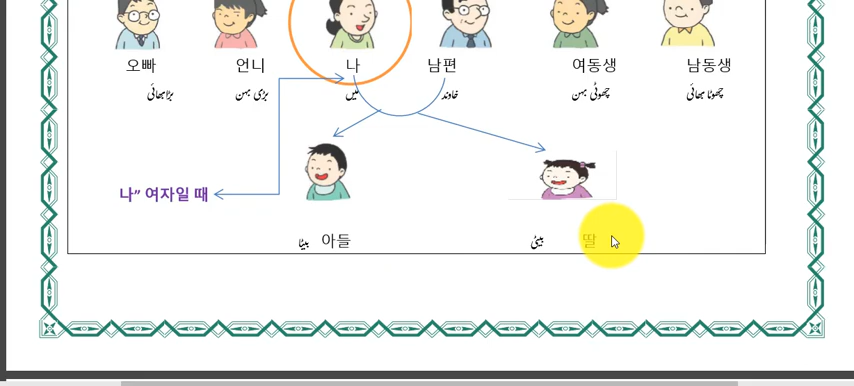 오빠 언니 나 남편 여동생 남동생
بڑا بھائی بڑی بہن میں خاوند چھوٹی بہن چھوٹا بھائی
나” 여자일 때
بیٹا 아들 بیٹی 딸